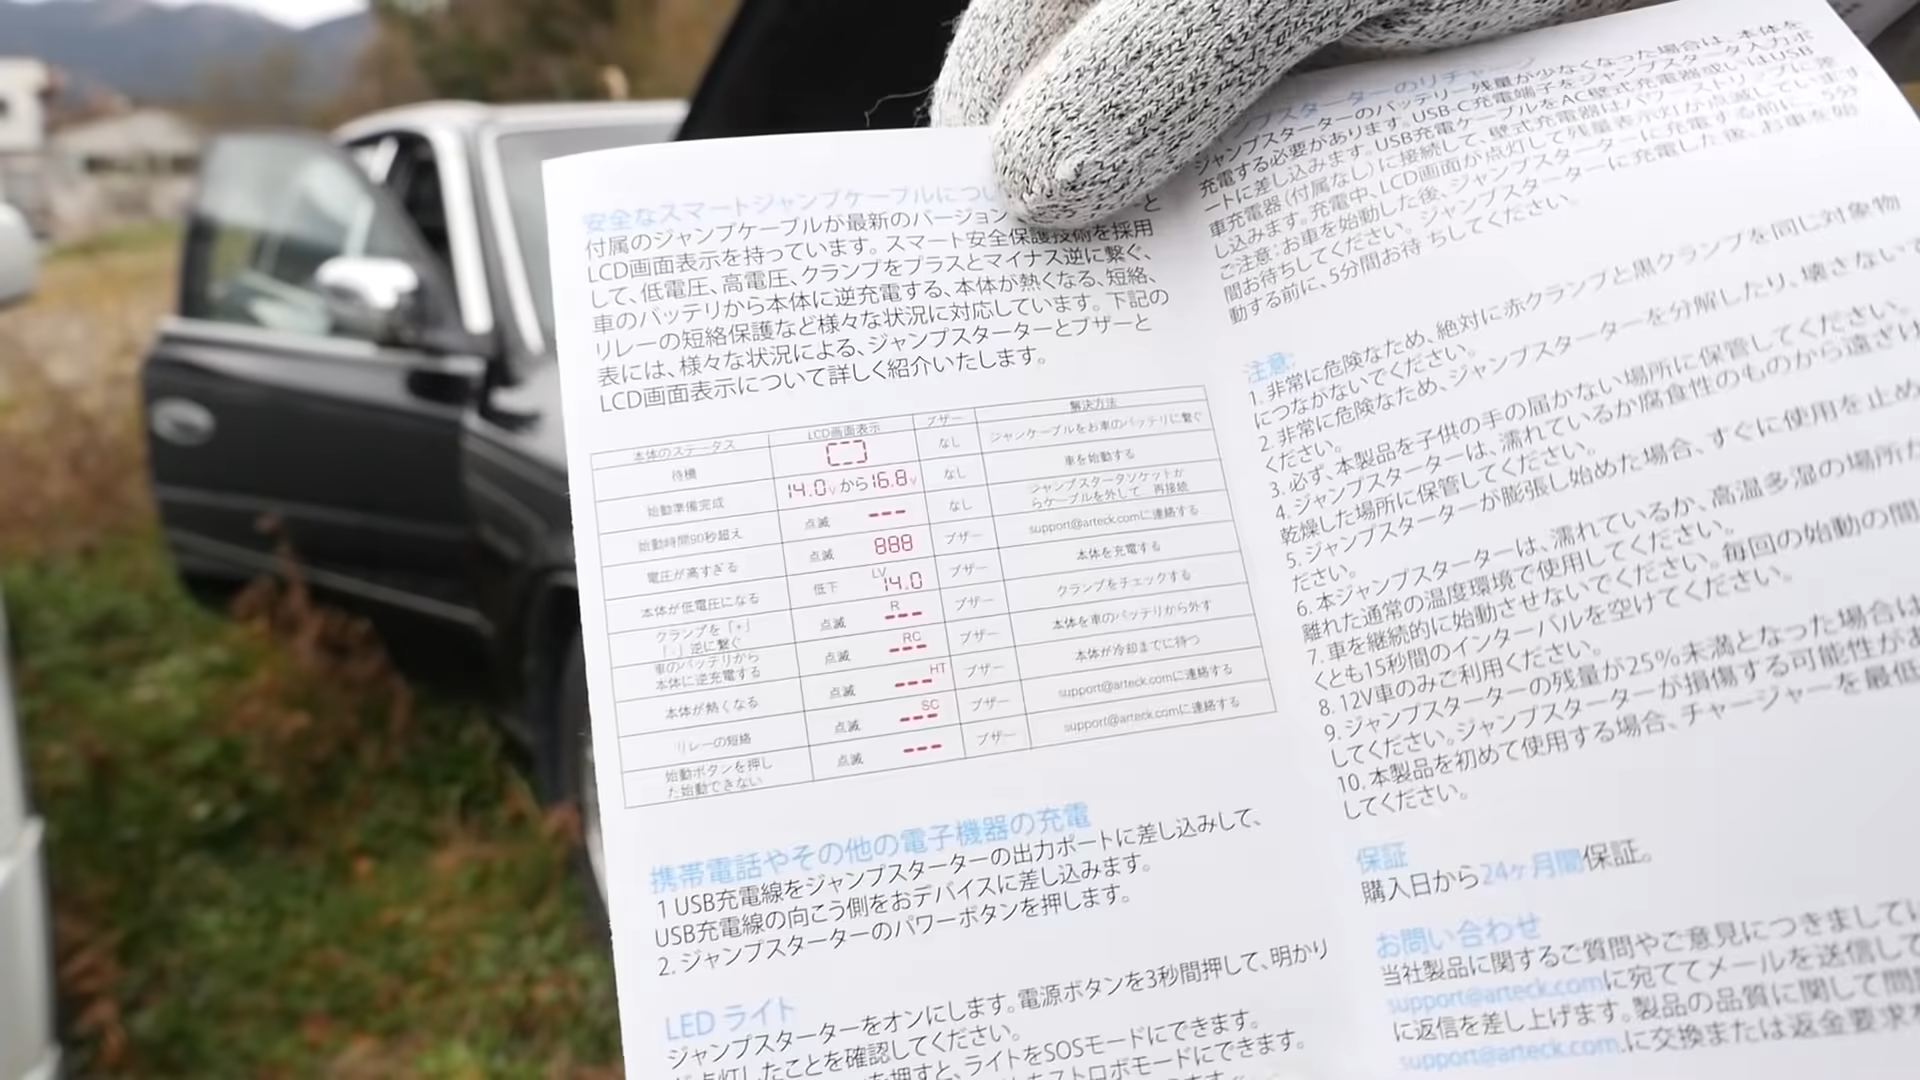 安全なスマートジャンプケーブルについ
付属のジャンプケーブルが最新のバージョン
と
LCD画面表示を持っています。スマート安全保護技術を採用
して、低電圧、高電圧、クランプをプラスとマイナス逆に繋ぐ、
車のバッテリから本体に逆充電する、本体が熱くなる、短絡、
リレーの短絡保護など様々な状況に対応しています。下記の
表には、様々な状況による、ジャンプスターターとブザーと
LCD画面表示について詳しく紹介いたします。
本体のステータス LCD画面表示 ブザー 解決方法
待機 なし ジャンケーブルをお車のバッテリに繋ぐ
始動準備完成 14.0vから16.8v なし 車を始動する
始動時間90秒超え 点滅 --- なし ジャンプスタータソケットか
らケーブルを外して 再接続
電圧が高すぎる 点滅 888 ブザー support@arteck.comに連絡する
本体が低電圧になる 低下 LV 14.0 ブザー 本体を充電する
クランプを「+」
「-」逆に繋ぐ 点滅 R --- ブザー クランプをチェックする
車のバッテリから
本体に逆充電する 点滅 RC --- ブザー 本体を車のバッテリから外す
本体が熱くなる 点滅 --- HT ブザー 本体が冷却までに待つ
リレーの短絡 点滅 SC --- ブザー support@arteck.comに連絡する
始動ボタンを押し
た始動できない 点滅 --- ブザー support@arteck.comに連絡する
携帯電話やその他の電子機器の充電
1 USB充電線をジャンプスターターの出力ポートに差し込みして、
USB充電線の向こう側をおデバイスに差し込みます。
2. ジャンプスターターのパワーボタンを押します。
LED ライト
ジャンプスターターをオンにします。電源ボタンを3秒間押して、明かり
が点灯したことを確認してください。
を押すと、ライトをSOSモードにできます。
ストロボモードにできます。
プスターターのリチャー
ジャンプスターターのバッテリー残量が少なくなった場合は、本体を
充電する必要があります。USB-C充電端子をジャンプスタータ入力ポ
ートに差し込みます。USB充電ケーブルをAC壁式充電器或いはUSB
車充電器(付属なし)に接続して、壁式充電器はパワーストリップに差
し込みます。充電中、LCD画面が点灯して残量表示灯が点滅しています
ご注意:お車を始動した後、ジャンプスターターに充電する前に、5分
間お待ちしてください。ジャンプスターターに充電した後、お車を始
動する前に、5分間お待ちしてください。
注意:
1. 非常に危険なため、絶対に赤クランプと黒クランプを同じ対象物
につながないでください。
2. 非常に危険なため、ジャンプスターターを分解したり、壊さないで
ください。
3. 必ず、本製品を子供の手の届かない場所に保管してください。
4. ジャンプスターターは、濡れているか腐食性のものから遠ざけ
乾燥した場所に保管してください。
5. ジャンプスターターが膨張し始めた場合、すぐに使用を止め
ださい。
6. 本ジャンプスターターは、濡れているか、高温多湿の場所か
離れた通常の温度環境で使用してください。
7. 車を継続的に始動させないでください。毎回の始動の間
くとも15秒間のインターバルを空けてください。
8. 12V車のみご利用ください。
9. ジャンプスターターの残量が25%未満となった場合は
してください。ジャンプスターターが損傷する可能性があ
10. 本製品を初めて使用する場合、チャージャーを最低
してください。
保証
購入日から24ヶ月間保証。
お問い合わせ
当社製品に関するご質問やご意見につきましてい
support@arteck.comに宛ててメールを送信して
に返信を差し上げます。製品の品質に関して問
support@arteck.com.に交換または返金要求